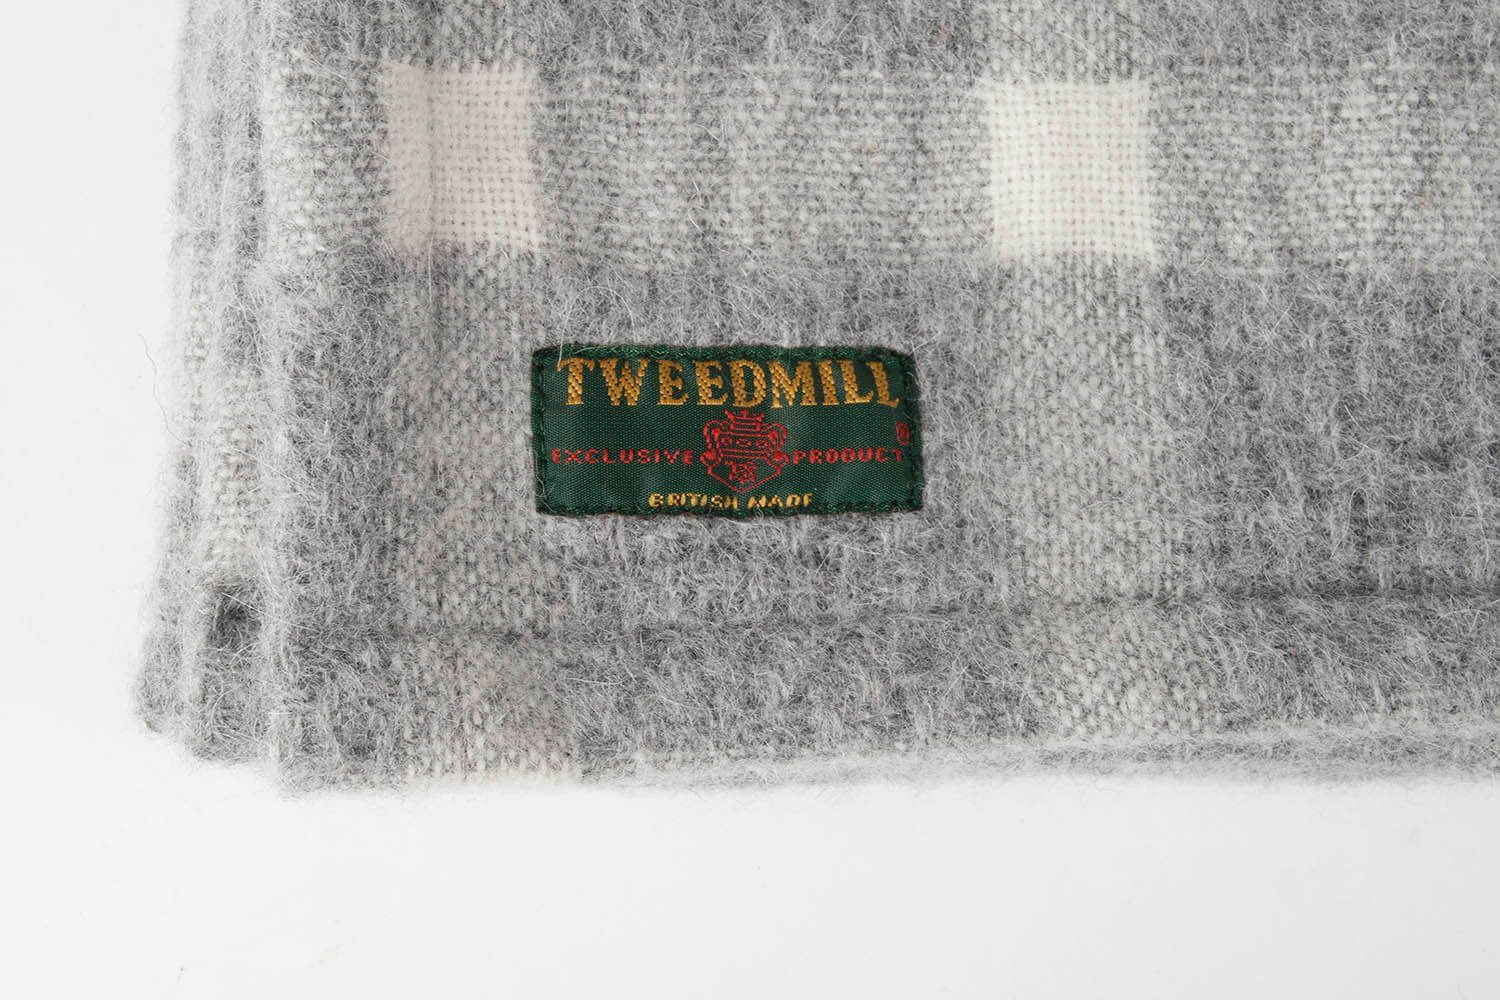 TWEEDMILL
®
EXCLUSIVE PRODUCT
BRITISH MADE